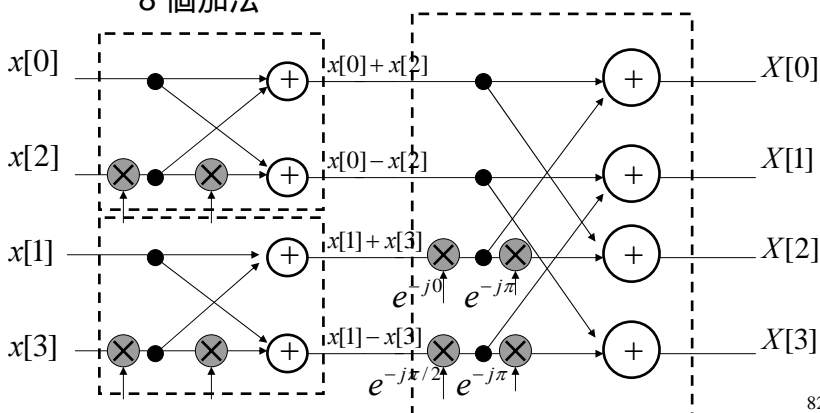 8 個加法
x[0]
x[0]+ x[2]
X[0]
x[2]
x[0]− x[2]
X[1]
x[1]
x[1]+ x[3]
X[2]
e^{-j0}
e^{-jπ}
x[3]
x[1]− x[3]
X[3]
e^{-jπ/2}
e^{-jπ}
82